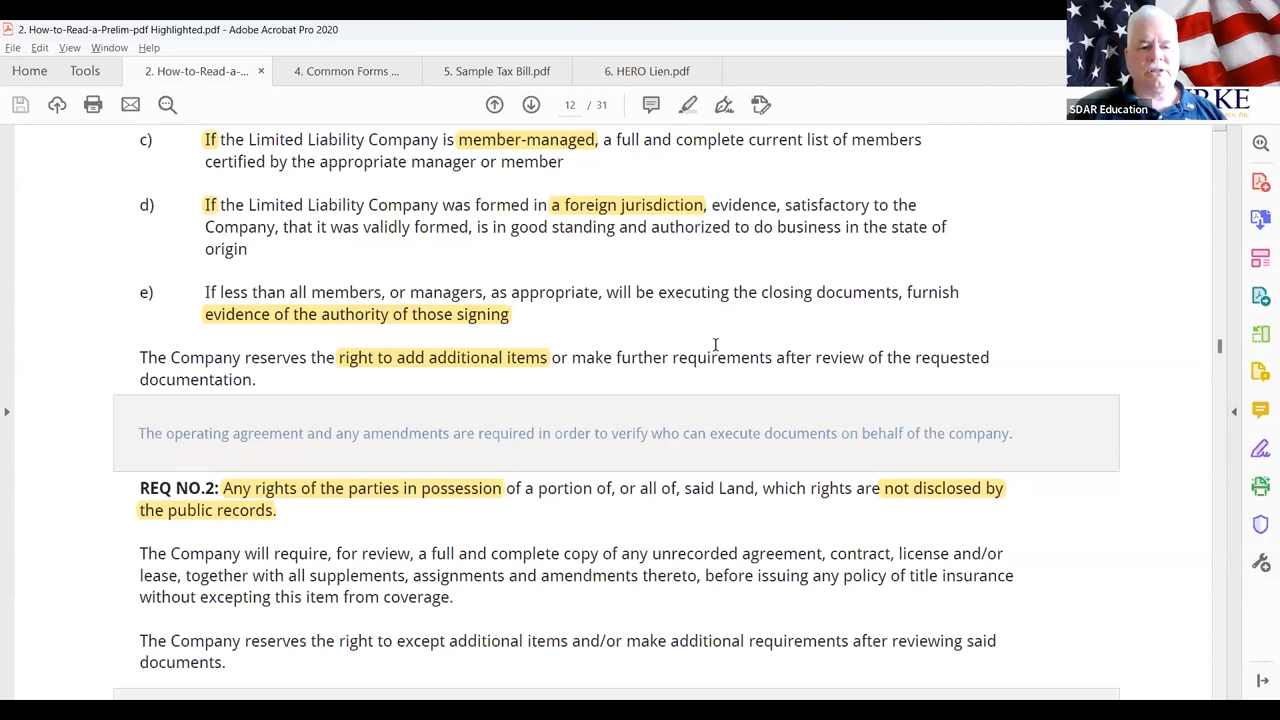 2. How-to-Read-a-Prelim-pdf Highlighted.pdf - Adobe Acrobat Pro 2020
File Edit View Window Help
Home Tools 2. How-to-Read-a-... × 4. Common Forms ... 5. Sample Tax Bill.pdf 6. HERO Lien.pdf
12 / 31
SDAR Education
c) If the Limited Liability Company is member-managed, a full and complete current list of members
certified by the appropriate manager or member
d) If the Limited Liability Company was formed in a foreign jurisdiction, evidence, satisfactory to the
Company, that it was validly formed, is in good standing and authorized to do business in the state of
origin
e) If less than all members, or managers, as appropriate, will be executing the closing documents, furnish
evidence of the authority of those signing
The Company reserves the right to add additional items or make further requirements after review of the requested
documentation.
The operating agreement and any amendments are required in order to verify who can execute documents on behalf of the company.
REQ NO.2: Any rights of the parties in possession of a portion of, or all of, said Land, which rights are not disclosed by
the public records.
The Company will require, for review, a full and complete copy of any unrecorded agreement, contract, license and/or
lease, together with all supplements, assignments and amendments thereto, before issuing any policy of title insurance
without excepting this item from coverage.
The Company reserves the right to except additional items and/or make additional requirements after reviewing said
documents.